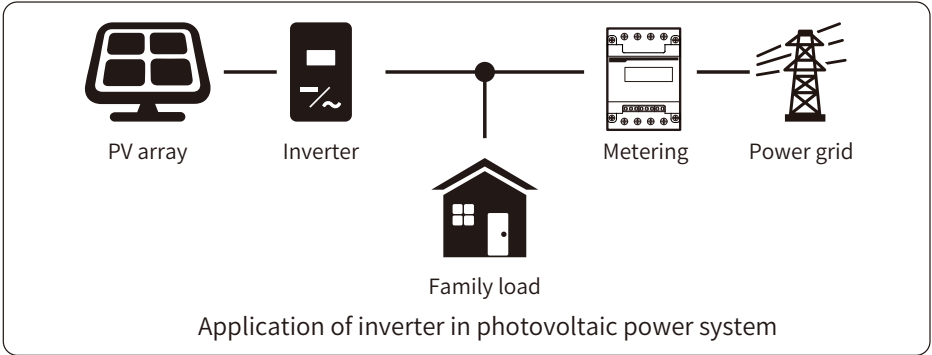 PV array
Inverter
Metering
Power grid
Family load
Application of inverter in photovoltaic power system